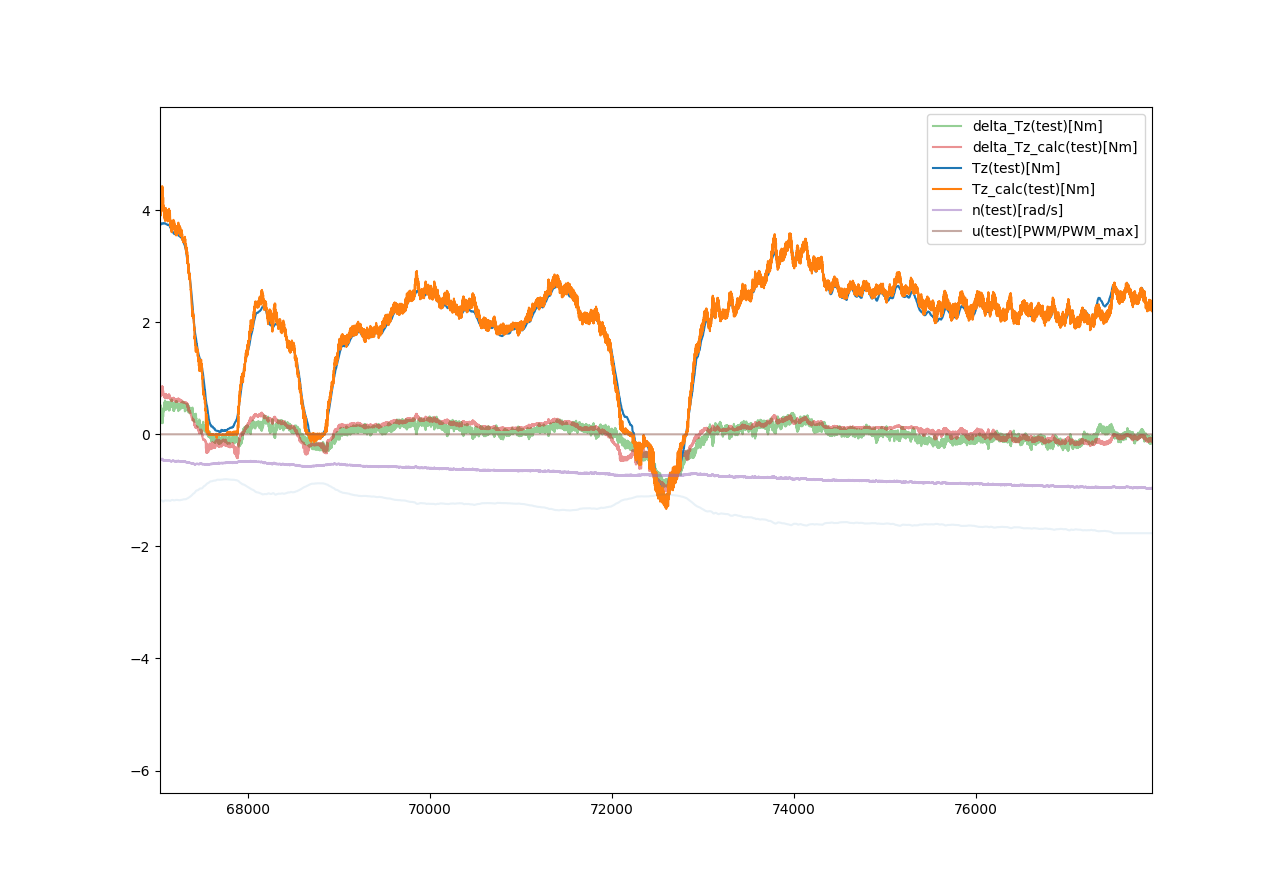 delta_Tz(test)[Nm]
delta_Tz_calc(test)[Nm]
Tz(test)[Nm]
Tz_calc(test)[Nm]
n(test)[rad/s]
u(test)[PWM/PWM_max]
4
2
0
−2
−4
−6
68000 70000 72000 74000 76000